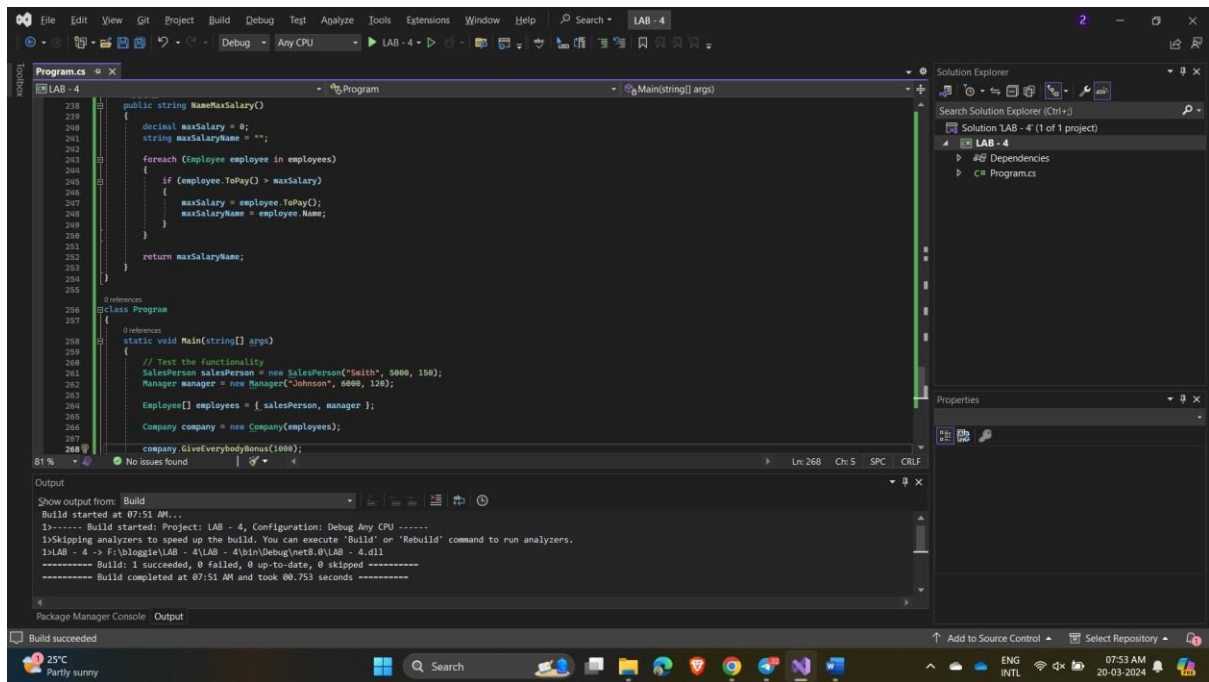 File Edit View Git Project Build Debug Test Analyze Tools Extensions Window Help Search LAB - 4 2
Debug Any CPU LAB - 4
Toolbox
Program.cs
LAB - 4 Program Main(string[] args)
238 public string NameMaxSalary()
239 {
240 decimal maxSalary = 0;
241 string maxSalaryName = "";
242
243 foreach (Employee employee in employees)
244 {
245 if (employee.ToPay() > maxSalary)
246 {
247 maxSalary = employee.ToPay();
248 maxSalaryName = employee.Name;
249 }
250 }
251
252 return maxSalaryName;
253 }
254 }
255
0 references
256 class Program
257 {
0 references
258 static void Main(string[] args)
259 {
260 // Test the functionality
261 SalesPerson salesPerson = new SalesPerson("Smith", 5000, 150);
262 Manager manager = new Manager("Johnson", 6000, 120);
263
264 Employee[] employees = { salesPerson, manager };
265
266 Company company = new Company(employees);
267
268 company.GiveEverybodyBonus(1000);
81 % No issues found Ln: 268 Ch: 5 SPC CRLF
Output
Show output from: Build
Build started at 07:51 AM...
1>------ Build started: Project: LAB - 4, Configuration: Debug Any CPU ------
1>Skipping analyzers to speed up the build. You can execute 'Build' or 'Rebuild' command to run analyzers.
1>LAB - 4 -> F:\bloggie\LAB - 4\LAB - 4\bin\Debug\net8.0\LAB - 4.dll
========== Build: 1 succeeded, 0 failed, 0 up-to-date, 0 skipped ==========
========== Build completed at 07:51 AM and took 00.753 seconds ==========
Package Manager Console Output
Solution Explorer
Search Solution Explorer (Ctrl+;)
Solution 'LAB - 4' (1 of 1 project)
LAB - 4
Dependencies
C# Program.cs
Properties
Build succeeded Add to Source Control Select Repository
1 25°C
Partly sunny
Search
ENG
INTL
07:53 AM
20-03-2024